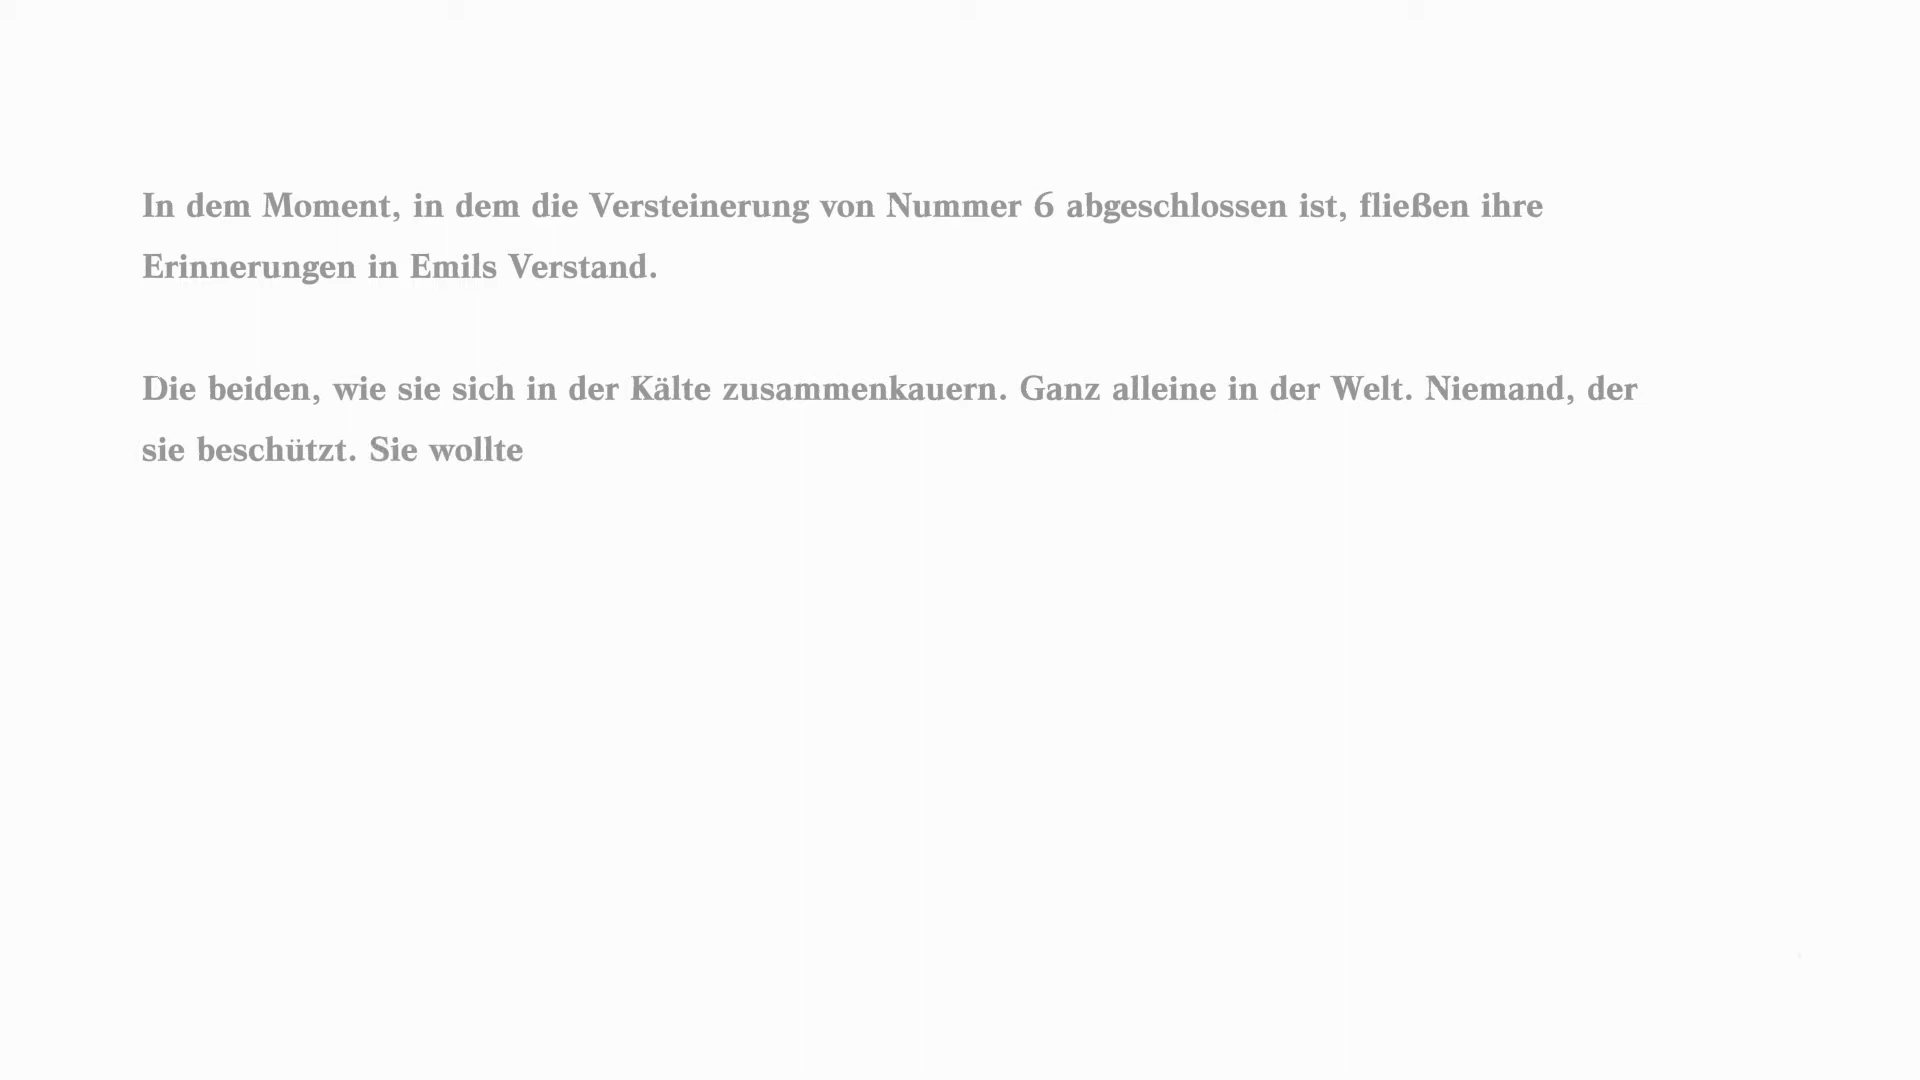 In dem Moment, in dem die Versteinerung von Nummer 6 abgeschlossen ist, fließen ihre
Erinnerungen in Emils Verstand.
Die beiden, wie sie sich in der Kälte zusammenkauern. Ganz alleine in der Welt. Niemand, der
sie beschützt. Sie wollte